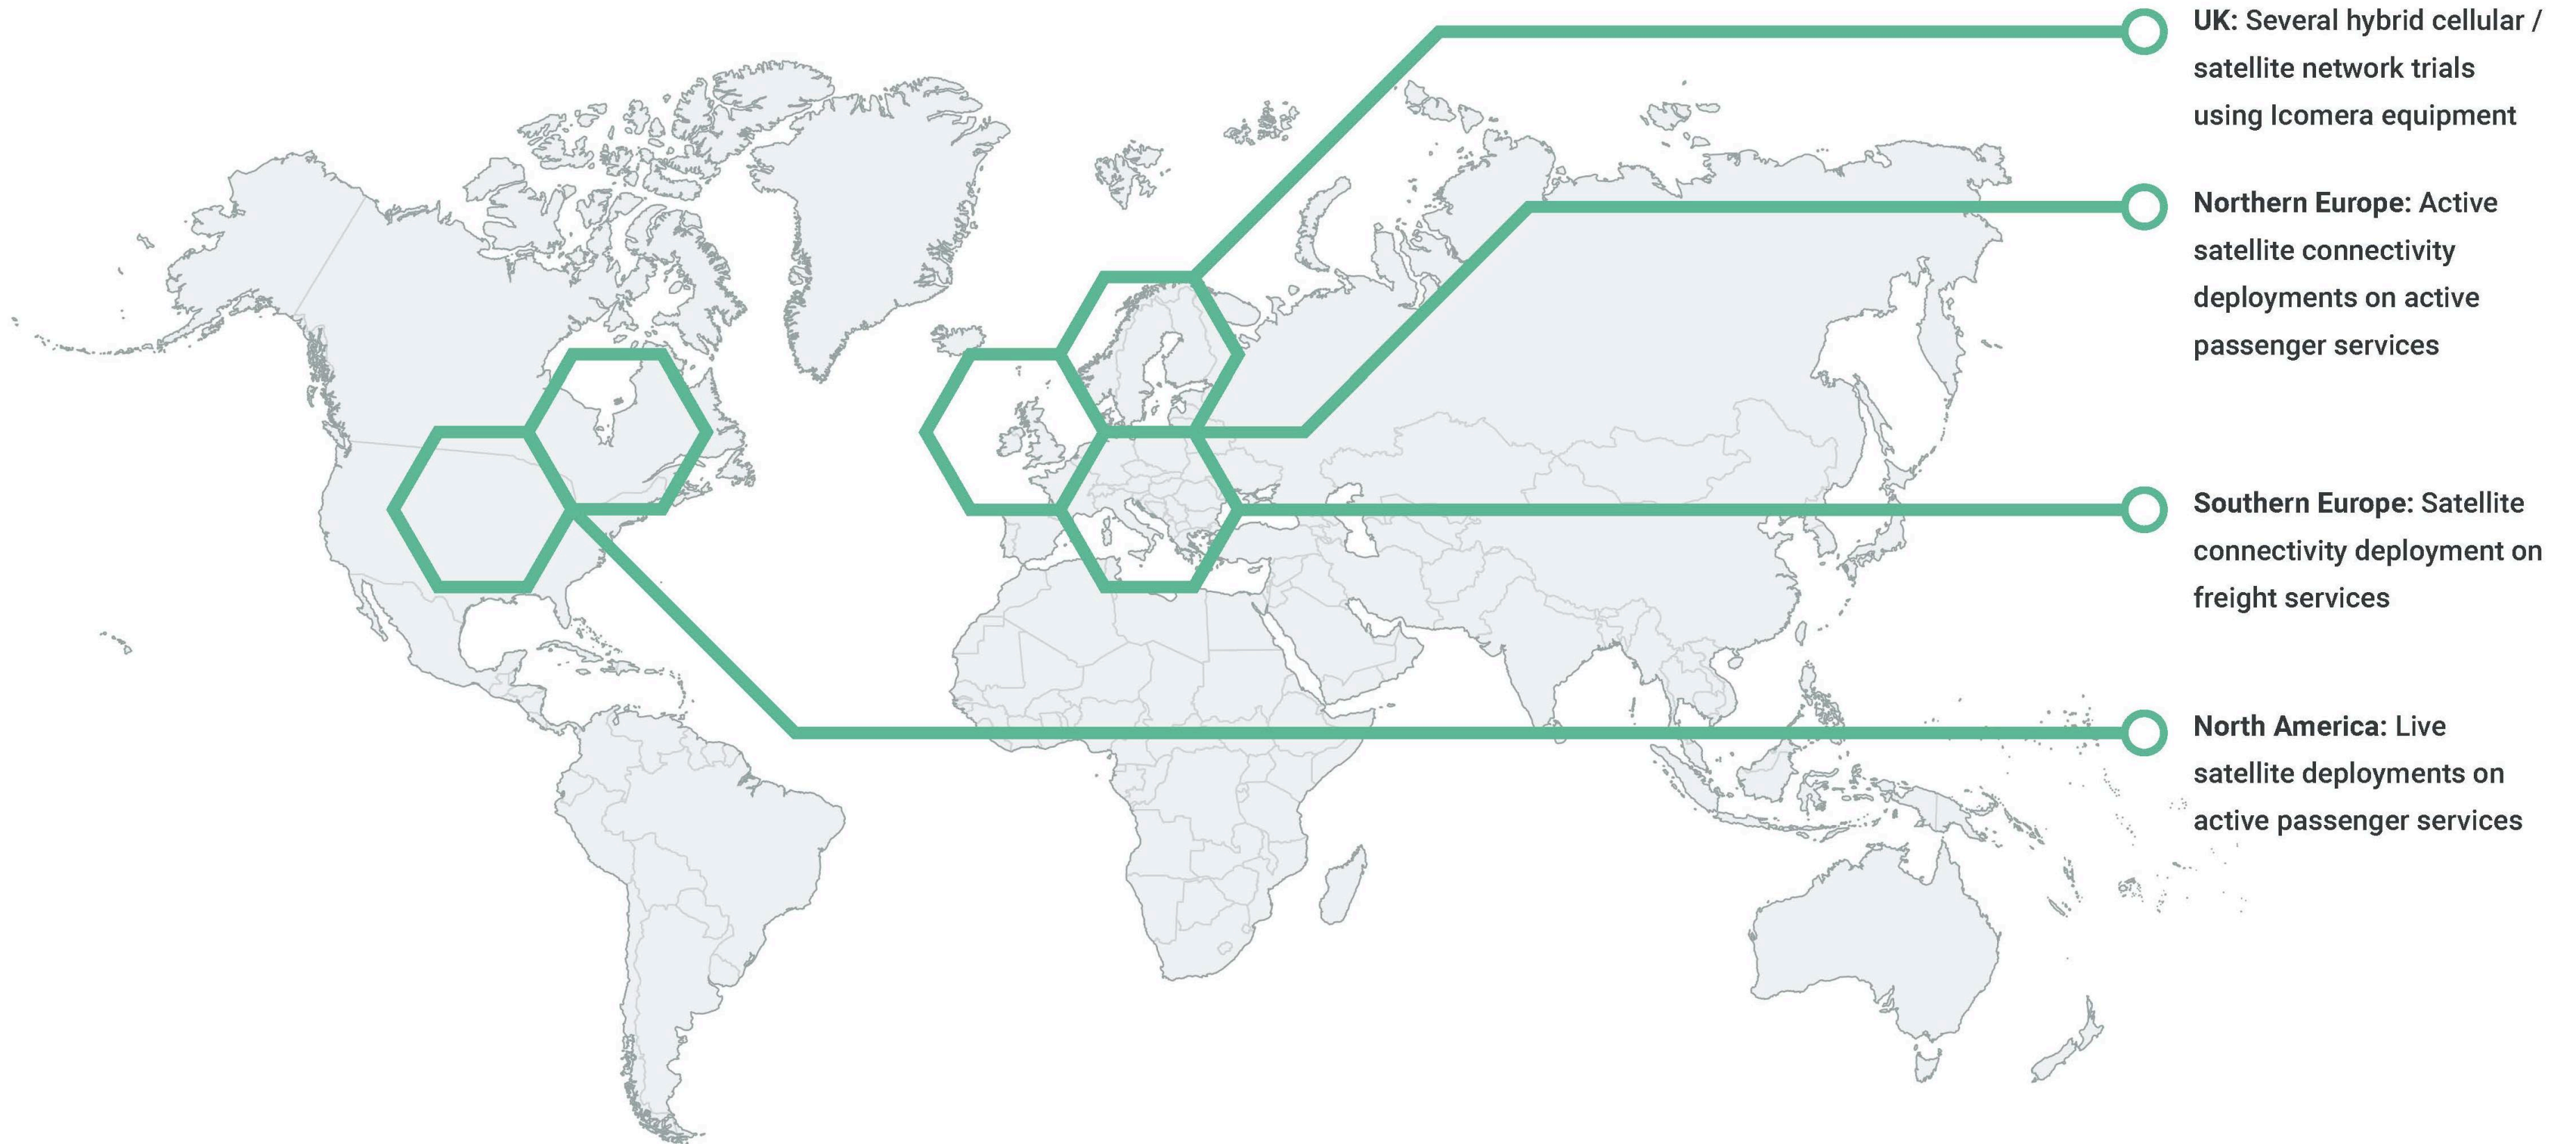 UK: Several hybrid cellular /
satellite network trials
using Icomera equipment
Northern Europe: Active
satellite connectivity
deployments on active
passenger services
Southern Europe: Satellite
connectivity deployment on
freight services
North America: Live
satellite deployments on
active passenger services